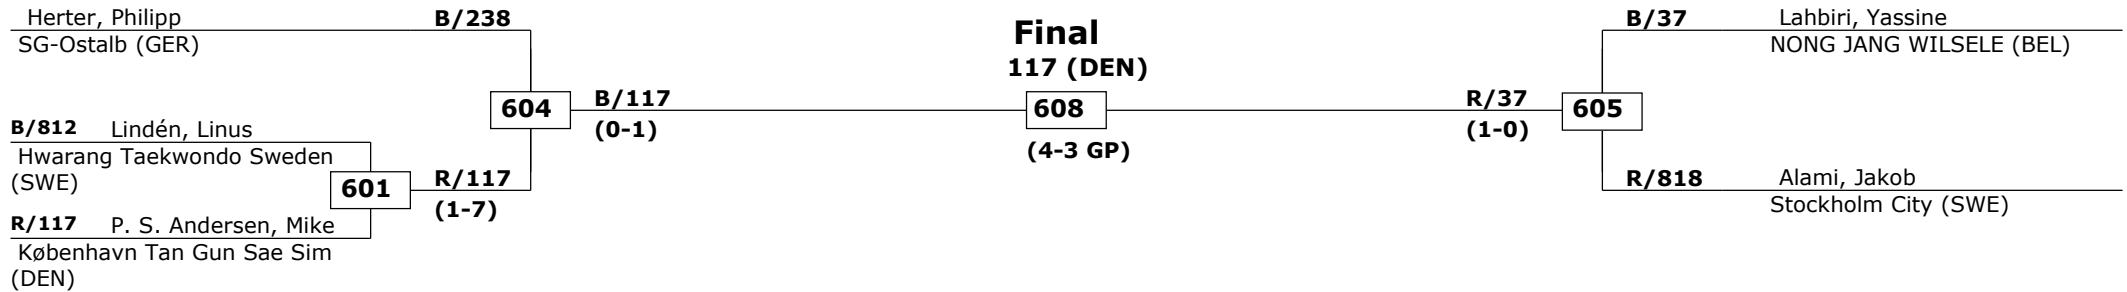 Herter, Philipp
B/238
SG-Ostalb (GER)
604
B/812 Lindén, Linus
Hwarang Taekwondo Sweden
(SWE)
601
R/117
(1-7)
R/117 P. S. Andersen, Mike
København Tan Gun Sae Sim
(DEN)
B/117
(0-1)
Final
117 (DEN)
608
(4-3 GP)
R/37
(1-0)
605
B/37 Lahbiri, Yassine
NONG JANG WILSELE (BEL)
R/818 Alami, Jakob
Stockholm City (SWE)